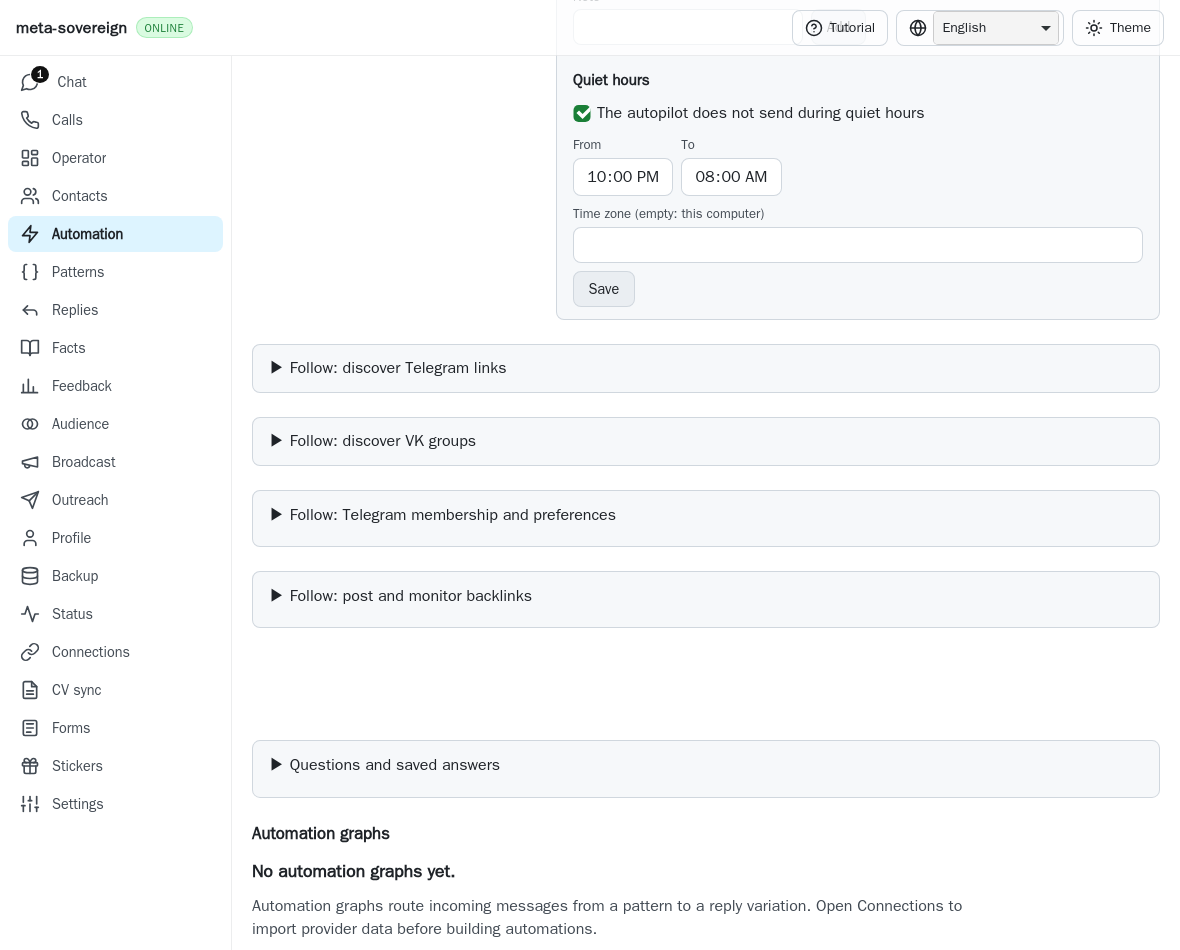 meta-sovereign
ONLINE
Tutorial
English
Theme
1
Chat
Calls
Operator
Contacts
Automation
Patterns
Replies
Facts
Feedback
Audience
Broadcast
Outreach
Profile
Backup
Status
Connections
CV sync
Forms
Stickers
Settings
Quiet hours
The autopilot does not send during quiet hours
From To
10:00 PM 08:00 AM
Time zone (empty: this computer)
Save
Follow: discover Telegram links
Follow: discover VK groups
Follow: Telegram membership and preferences
Follow: post and monitor backlinks
Questions and saved answers
Automation graphs
No automation graphs yet.
Automation graphs route incoming messages from a pattern to a reply variation. Open Connections to
import provider data before building automations.